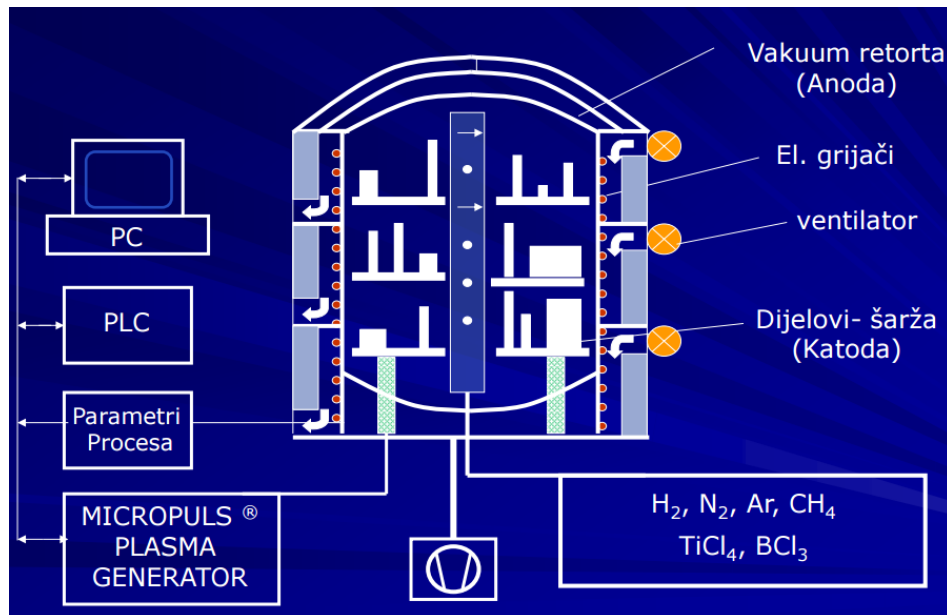 Vakuum retorta
(Anoda)
El. grijači
ventilator
Dijelovi- šarža
(Katoda)
PC
PLC
Parametri
Procesa
MICROPULS ®
PLASMA
GENERATOR
H₂, N₂, Ar, CH₄
TiCl₄, BCl₃